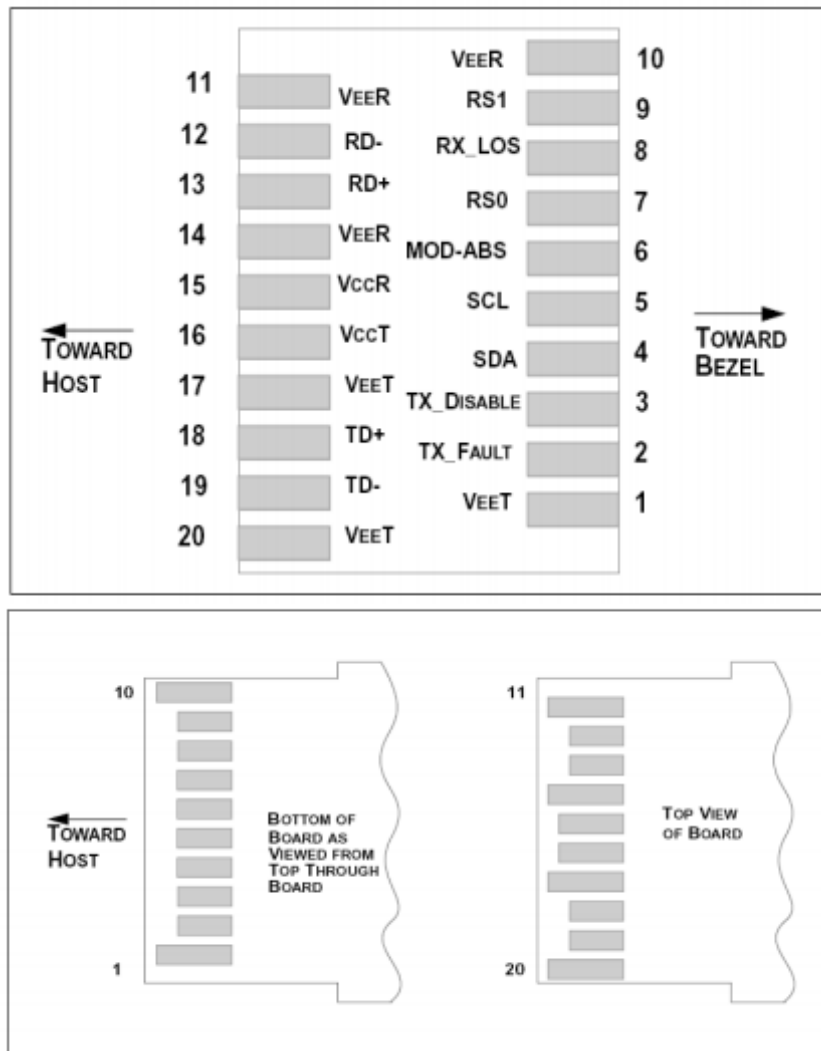 11 VEER
12 RD-
13 RD+
14 VEER
15 VCCR
16 VCCT
17 VEET
18 TD+
19 TD-
20 VEET
VEER 10
RS1 9
RX_LOS 8
RS0 7
MOD-ABS 6
SCL 5
SDA 4
TX_DISABLE 3
TX_FAULT 2
VEET 1
TOWARD
HOST
TOWARD
BEZEL
10
1
TOWARD
HOST
BOTTOM OF
BOARD AS
VIEWED FROM
TOP THROUGH
BOARD
11
20
TOP VIEW
OF BOARD